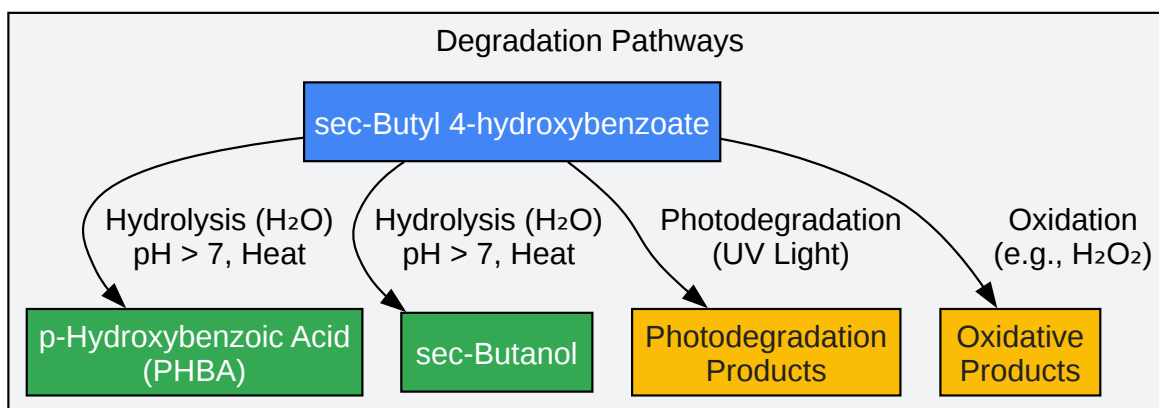 Degradation Pathways
sec-Butyl 4-hydroxybenzoate
Hydrolysis (H₂O)
pH > 7, Heat
Hydrolysis (H₂O)
pH > 7, Heat
Photodegradation
(UV Light)
Oxidation
(e.g., H₂O₂)
p-Hydroxybenzoic Acid
(PHBA)
sec-Butanol
Photodegradation
Products
Oxidative
Products